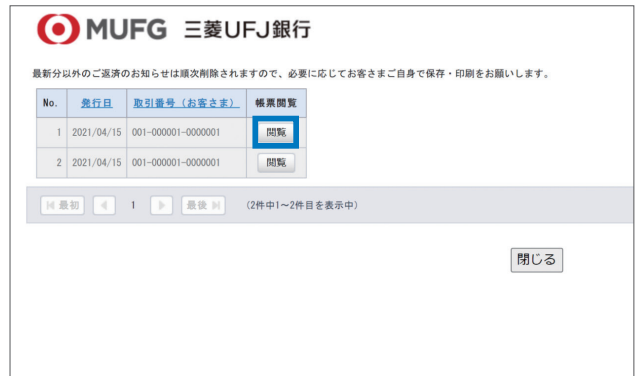 MUFG 三菱UFJ銀行
最新分以外のご返済のお知らせは順次削除されますので、必要に応じてお客さまご自身で保存・印刷をお願いします。
No. 発行日 取引番号（お客さま） 帳票閲覧
1 2021/04/15 001-000001-0000001 閲覧
2 2021/04/15 001-000001-0000001 閲覧
最初 1 最後 （2件中1～2件目を表示中）
閉じる